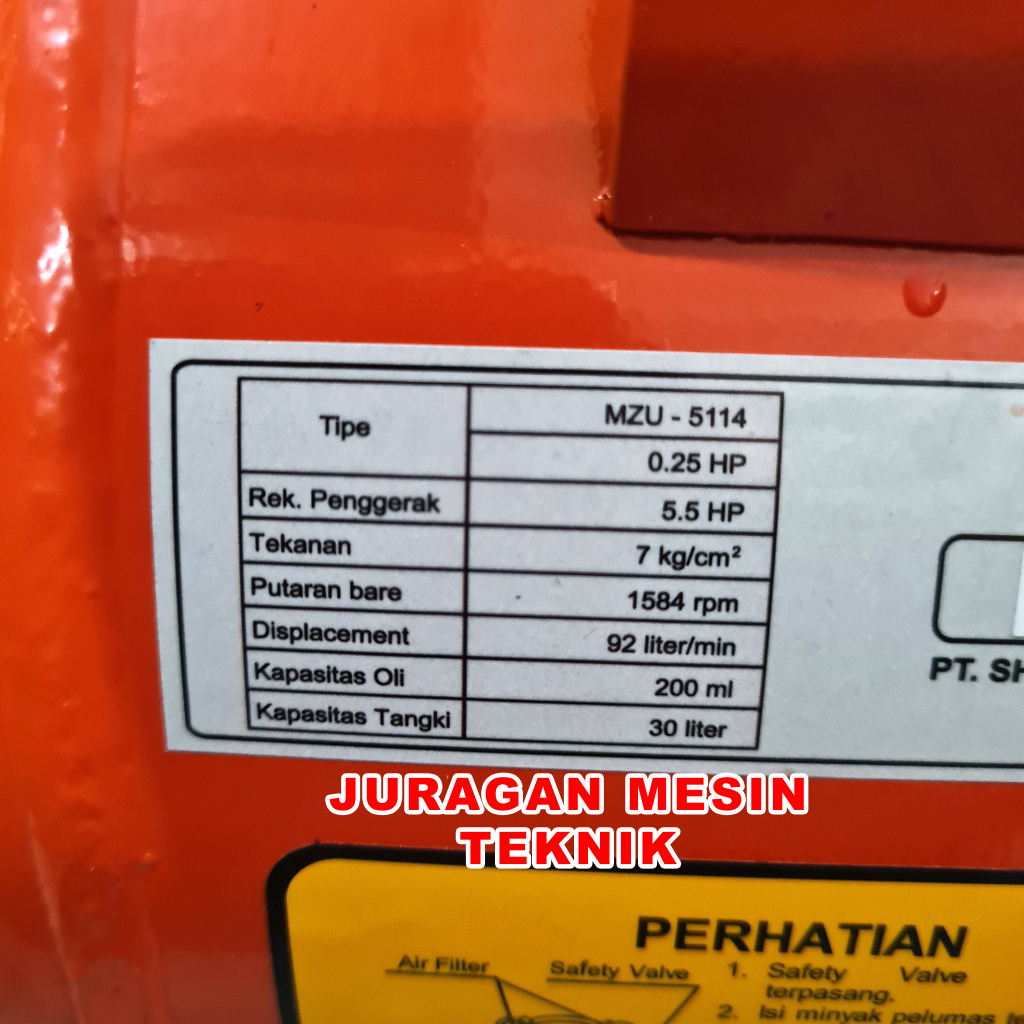 Tipe MZU - 5114
0.25 HP
Rek. Penggerak 5.5 HP
Tekanan 7 kg/cm²
Putaran bare 1584 rpm
Displacement 92 liter/min
Kapasitas Oli 200 ml
Kapasitas Tangki 30 liter
PT. SH
JURAGAN MESIN
TEKNIK
PERHATIAN
Air Filter Safety Valve
1. Safety Valve
terpasang.
2. Isi minyak pelumas